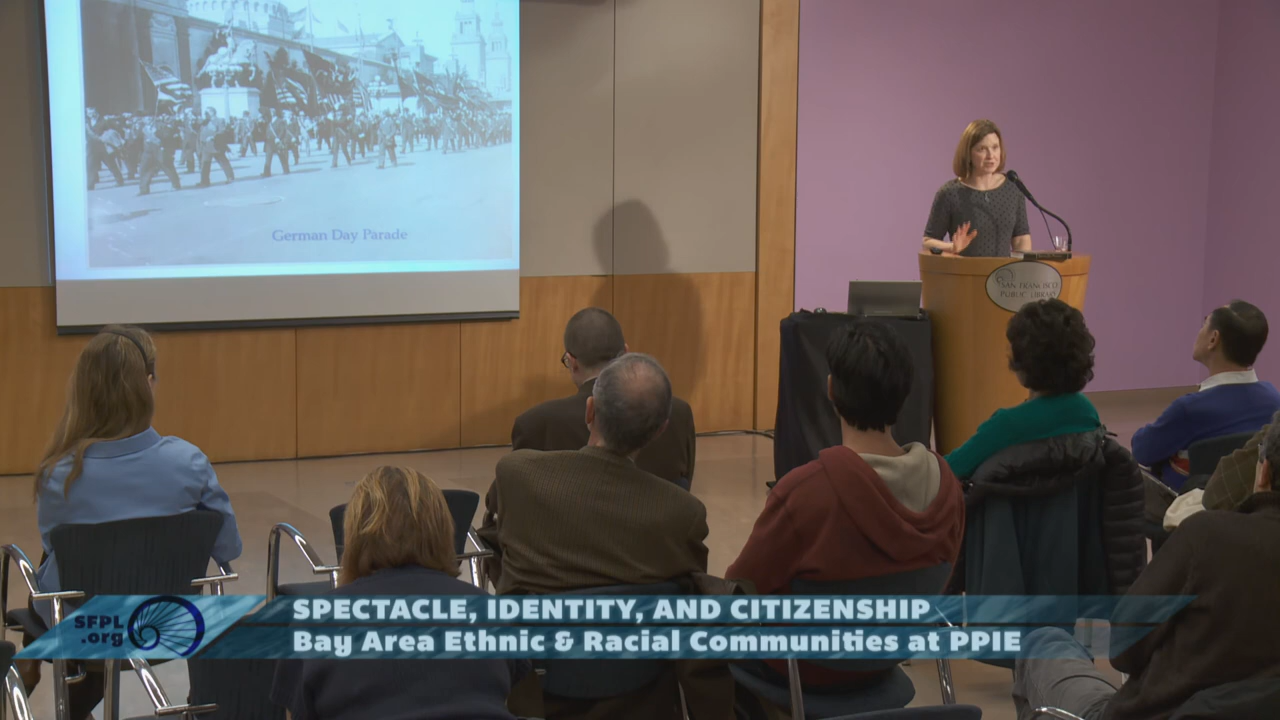 German Day Parade
SAN FRANCISCO
PUBLIC LIBRARY
SPECTACLE, IDENTITY, AND CITIZENSHIP
Bay Area Ethnic & Racial Communities at PPIE
SFPL
.org